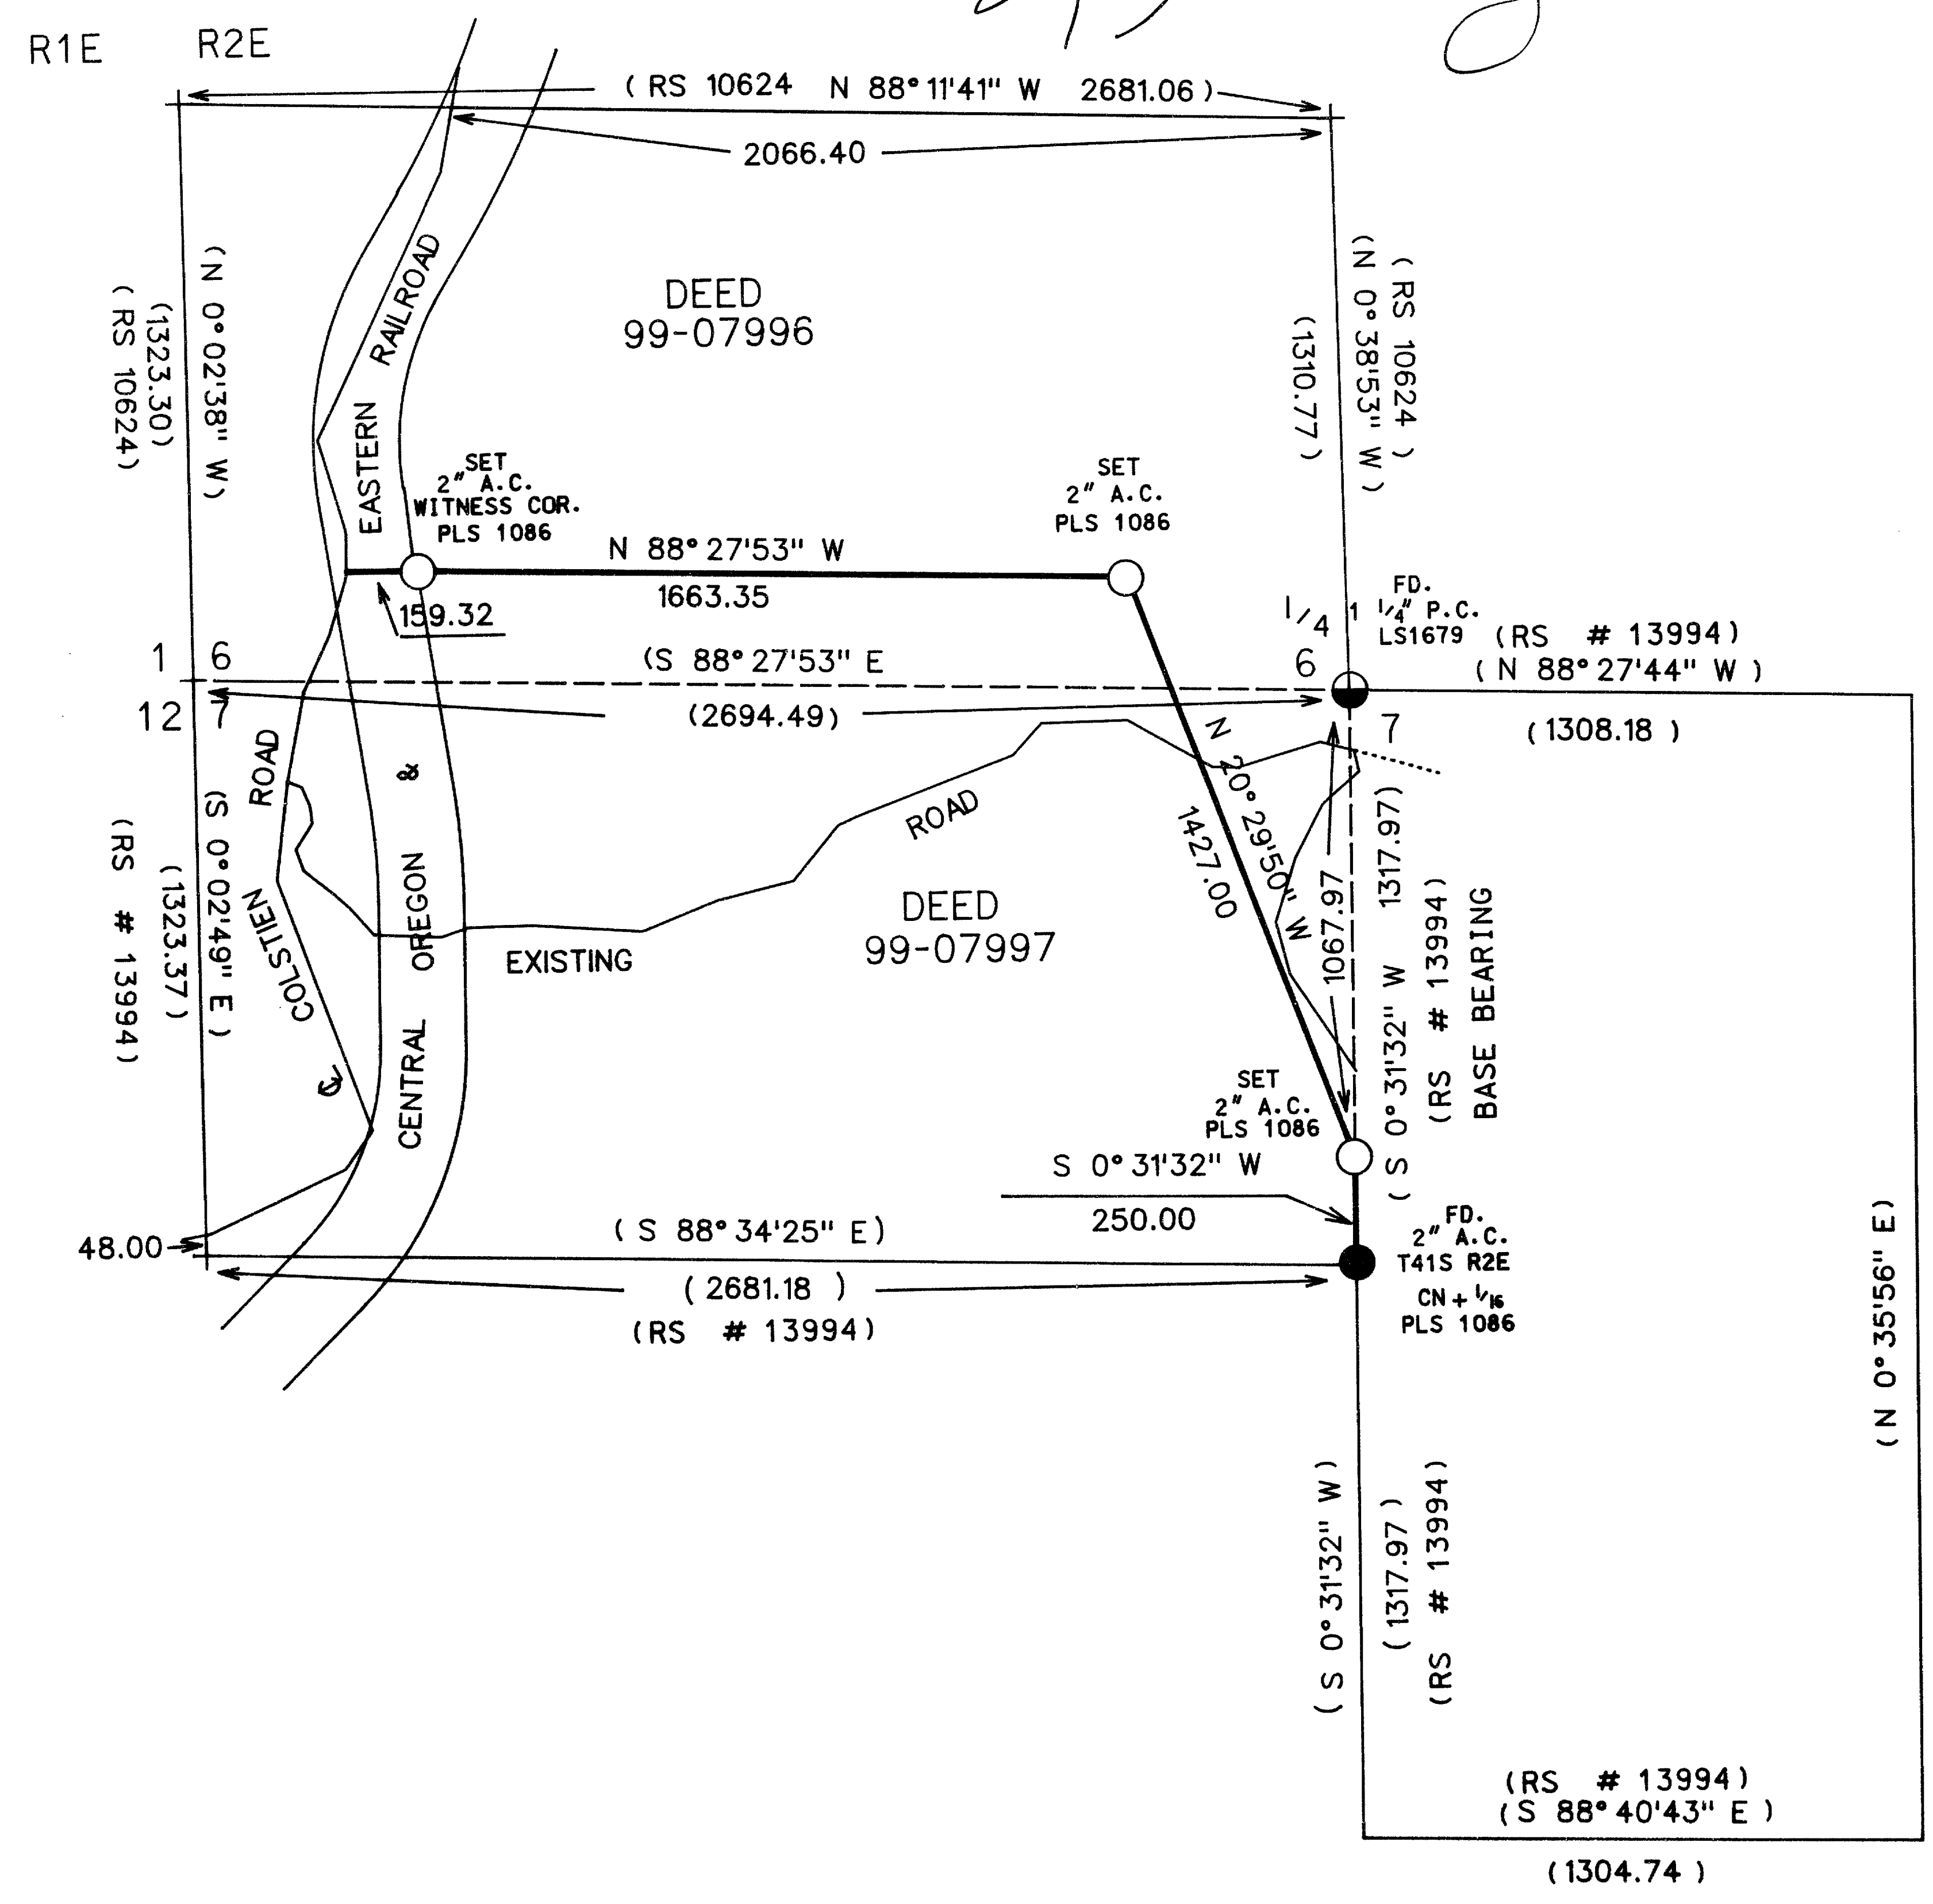 R1E R2E
( RS 10624 N 88°11'41" W 2681.06 )
2066.40
(N 0°02'38" W)
(1323.30)
(RS 10624)
EASTERN RAILROAD
DEED
99-07996
(1310.77)
(N 0°38'53" W)
(RS 10624)
SET
2" A.C.
WITNESS COR.
PLS 1086
SET
2" A.C.
PLS 1086
N 88°27'53" W
1663.35
159.32
FD.
1/4" P.C.
LS1679
1/4 1
6
7
(RS # 13994)
( N 88°27'44" W )
(1308.18 )
1 6
12 7
(S 88°27'53" E
(2694.49)
N 20°29'50" W
1427.00
1067.97
( S 0°31'32" W 1317.97)
(RS # 13994)
BASE BEARING
ROAD
COLSTIEN
(S 0°02'49" E )
(1323.37)
(RS # 13994)
CENTRAL OREGON &
EXISTING
ROAD
DEED
99-07997
SET
2" A.C.
PLS 1086
S 0°31'32" W
250.00
48.00
( S 88°34'25" E)
( 2681.18 )
(RS # 13994)
FD.
2" A.C.
T41S R2E
CN + 1/16
PLS 1086
(N 0°35'56" E)
( S 0°31'32" W)
(1317.97 )
(RS # 13994)
(RS # 13994)
(S 88°40'43" E )
(1304.74 )